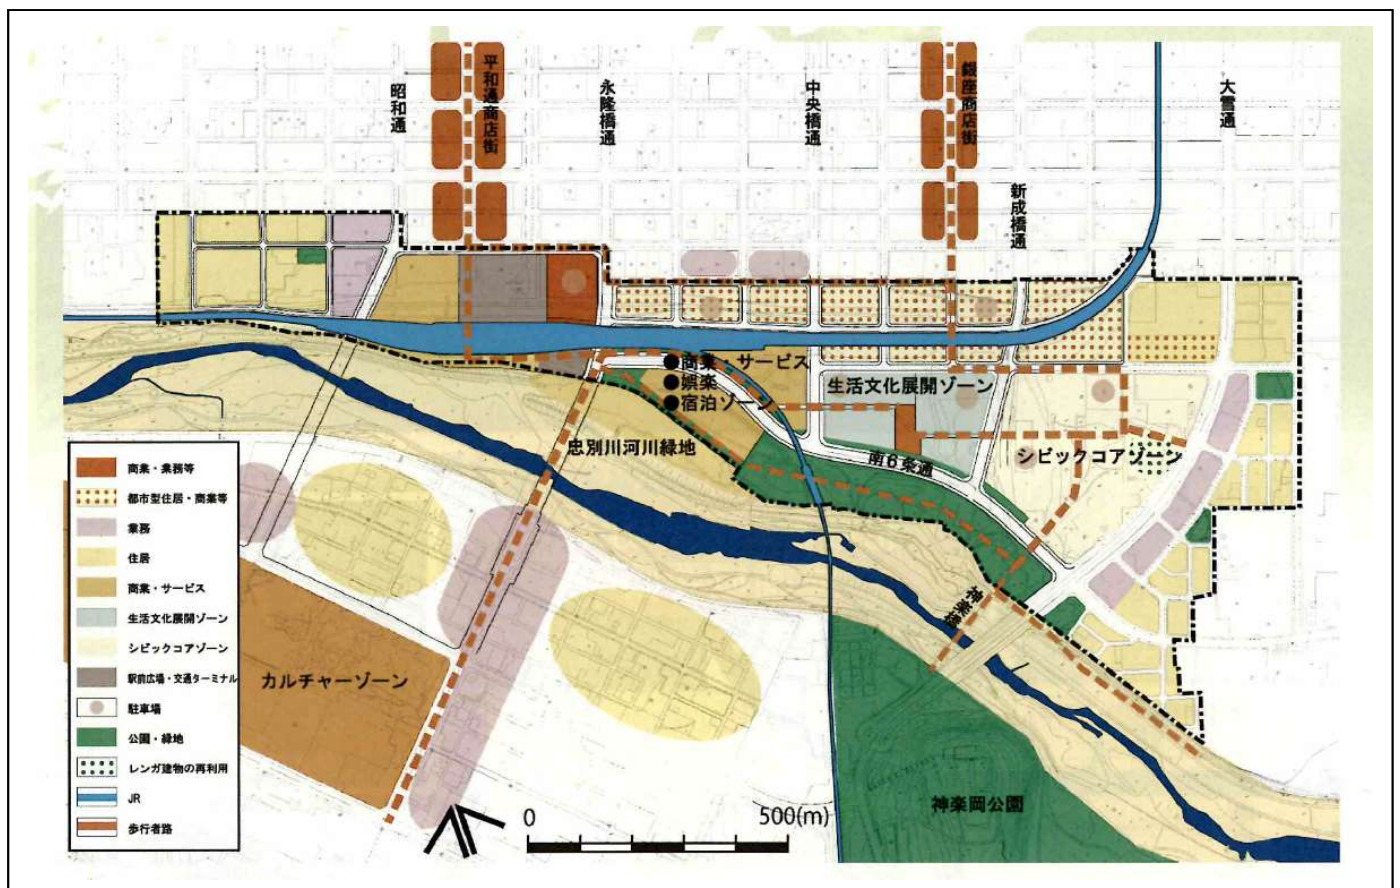 昭和通
平和通商店街
永隆橋通
中央橋通
銀座商店街
新成橋通
大雪通
●商業・サービス
●娯楽
●宿泊ゾーン
生活文化展開ゾーン
忠別川河川緑地
南6条通
シビックコアゾーン
神楽橋
カルチャーゾーン
神楽岡公園
商業・業務等
都市型住居・商業等
業務
住居
商業・サービス
生活文化展開ゾーン
シビックコアゾーン
駅前広場・交通ターミナル
駐車場
公園・緑地
レンガ建物の再利用
JR
歩行者路
0
500(m)